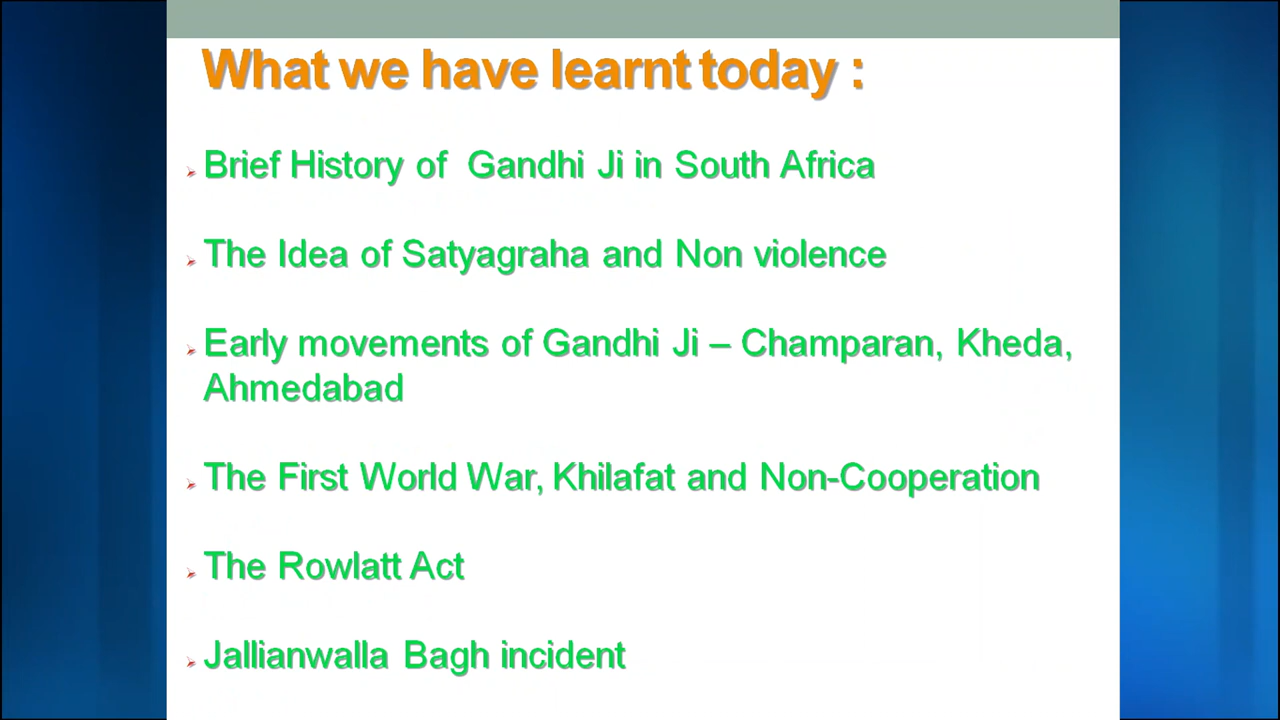 What we have learnt today :
Brief History of Gandhi Ji in South Africa
The Idea of Satyagraha and Non violence
Early movements of Gandhi Ji – Champaran, Kheda,
Ahmedabad
The First World War, Khilafat and Non-Cooperation
The Rowlatt Act
Jallianwalla Bagh incident